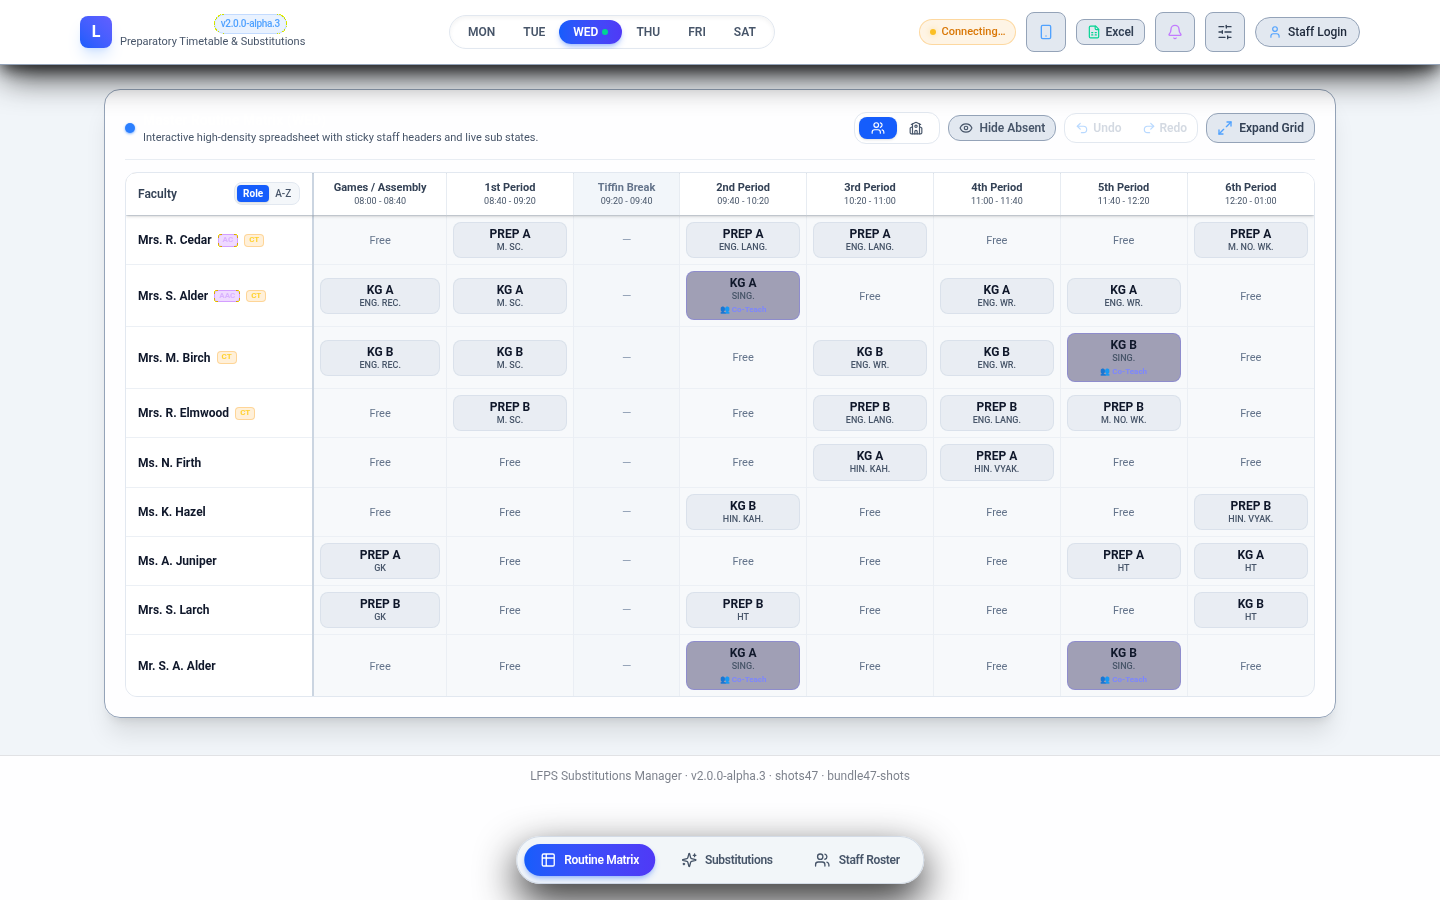 L
v2.0.0-alpha.3
Preparatory Timetable & Substitutions
MON TUE WED THU FRI SAT
Connecting...
Excel
Staff Login
Interactive high-density spreadsheet with sticky staff headers and live sub states.
Hide Absent
Undo
Redo
Expand Grid
Faculty Role A-Z
Games / Assembly 1st Period Tiffin Break 2nd Period 3rd Period 4th Period 5th Period 6th Period
08:00 - 08:40 08:40 - 09:20 09:20 - 09:40 09:40 - 10:20 10:20 - 11:00 11:00 - 11:40 11:40 - 12:20 12:20 - 01:00
Mrs. R. Cedar AC CT
Free
PREP A
M. SC.
—
PREP A
ENG. LANG.
PREP A
ENG. LANG.
Free
Free
PREP A
M. NO. WK.
Mrs. S. Alder AAC CT
KG A
ENG. REC.
KG A
M. SC.
—
KG A
SING.
👥 Co-Teach
Free
KG A
ENG. WR.
KG A
ENG. WR.
Free
Mrs. M. Birch CT
KG B
ENG. REC.
KG B
M. SC.
—
Free
KG B
ENG. WR.
KG B
ENG. WR.
KG B
SING.
👥 Co-Teach
Free
Mrs. R. Elmwood CT
Free
PREP B
M. SC.
—
Free
PREP B
ENG. LANG.
PREP B
ENG. LANG.
PREP B
M. NO. WK.
Free
Ms. N. Firth
Free
Free
—
Free
KG A
HIN. KAH.
PREP A
HIN. VYAK.
Free
Free
Ms. K. Hazel
Free
Free
—
KG B
HIN. KAH.
Free
Free
Free
PREP B
HIN. VYAK.
Ms. A. Juniper
PREP A
GK
Free
—
Free
Free
Free
PREP A
HT
KG A
HT
Mrs. S. Larch
PREP B
GK
Free
—
PREP B
HT
Free
Free
Free
KG B
HT
Mr. S. A. Alder
Free
Free
—
KG A
SING.
👥 Co-Teach
Free
Free
KG B
SING.
👥 Co-Teach
Free
LFPS Substitutions Manager · v2.0.0-alpha.3 · shots47 · bundle47-shots
Routine Matrix
Substitutions
Staff Roster